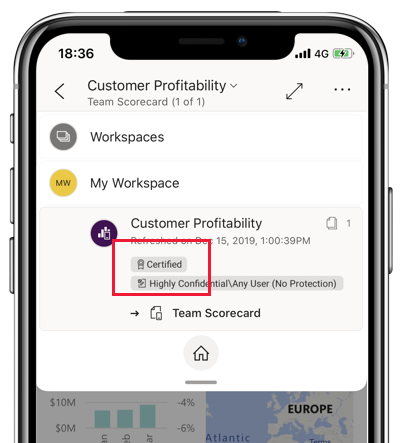 18:36
4G
Customer Profitability
Team Scorecard (1 of 1)
Workspaces
MW
My Workspace
Customer Profitability
1
Refreshed on Dec 15, 2019, 1:00:39PM
Certified
Highly Confidential\Any User (No Protection)
Team Scorecard
$10M
-4%
EUROPE
$0M
-6%
Atlantic
Terms